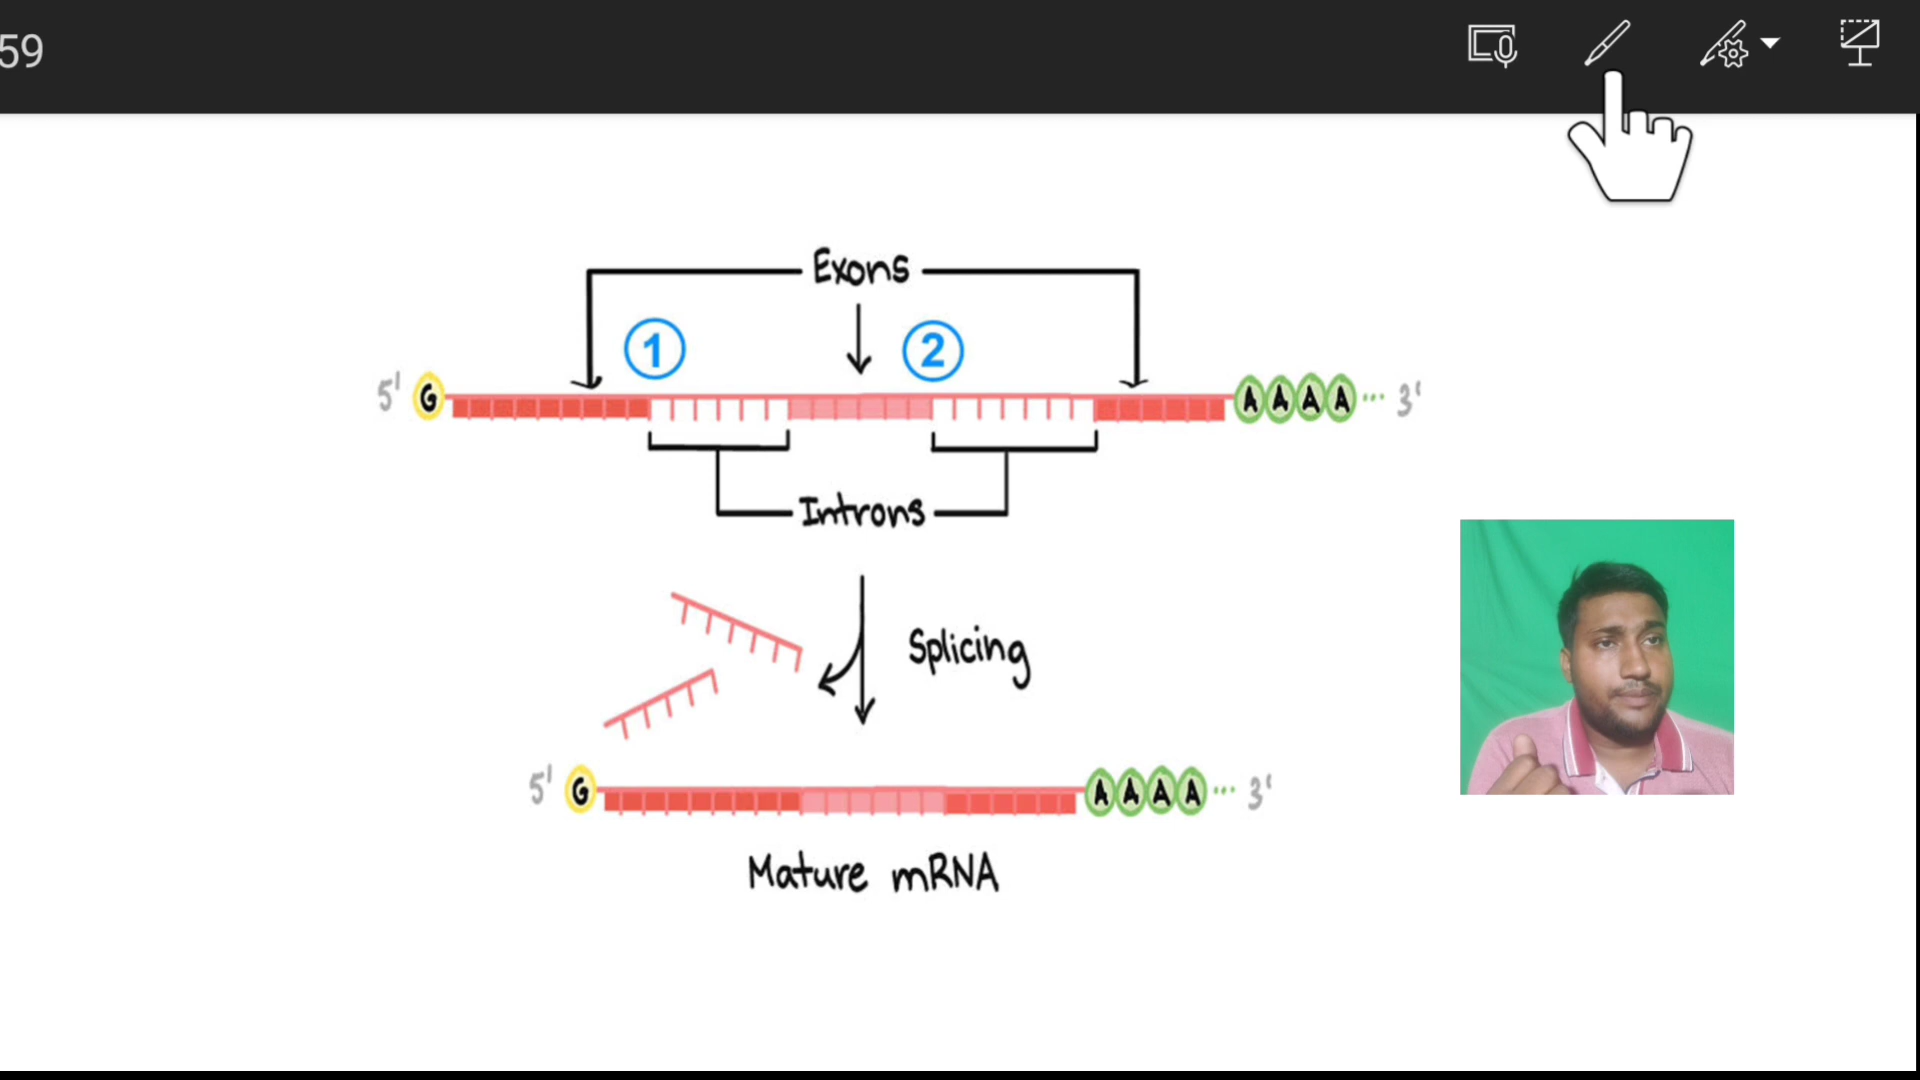 59
Exons
1 2
5' G AAAA... 3'
Introns
Splicing
5' G AAAA... 3'
Mature mRNA